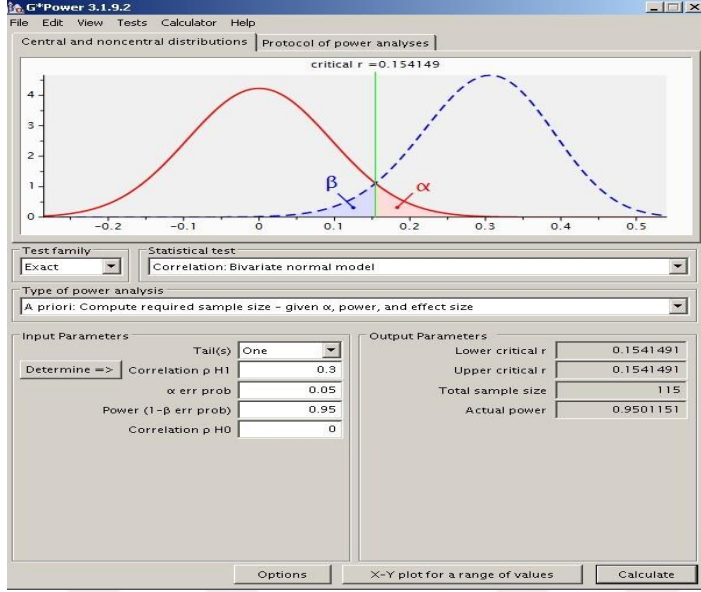 G*Power 3.1.9.2
File Edit View Tests Calculator Help
Central and noncentral distributions Protocol of power analyses
critical r =0.154149
4
3
2
1
0
β α
-0.2 -0.1 0 0.1 0.2 0.3 0.4 0.5
Test family Statistical test
Exact Correlation: Bivariate normal model
Type of power analysis
A priori: Compute required sample size - given α, power, and effect size
Input Parameters Output Parameters
Tail(s) One Lower critical r 0.1541491
Determine => Correlation ρ H1 0.3 Upper critical r 0.1541491
α err prob 0.05 Total sample size 115
Power (1-β err prob) 0.95 Actual power 0.9501151
Correlation ρ H0 0
Options X-Y plot for a range of values Calculate